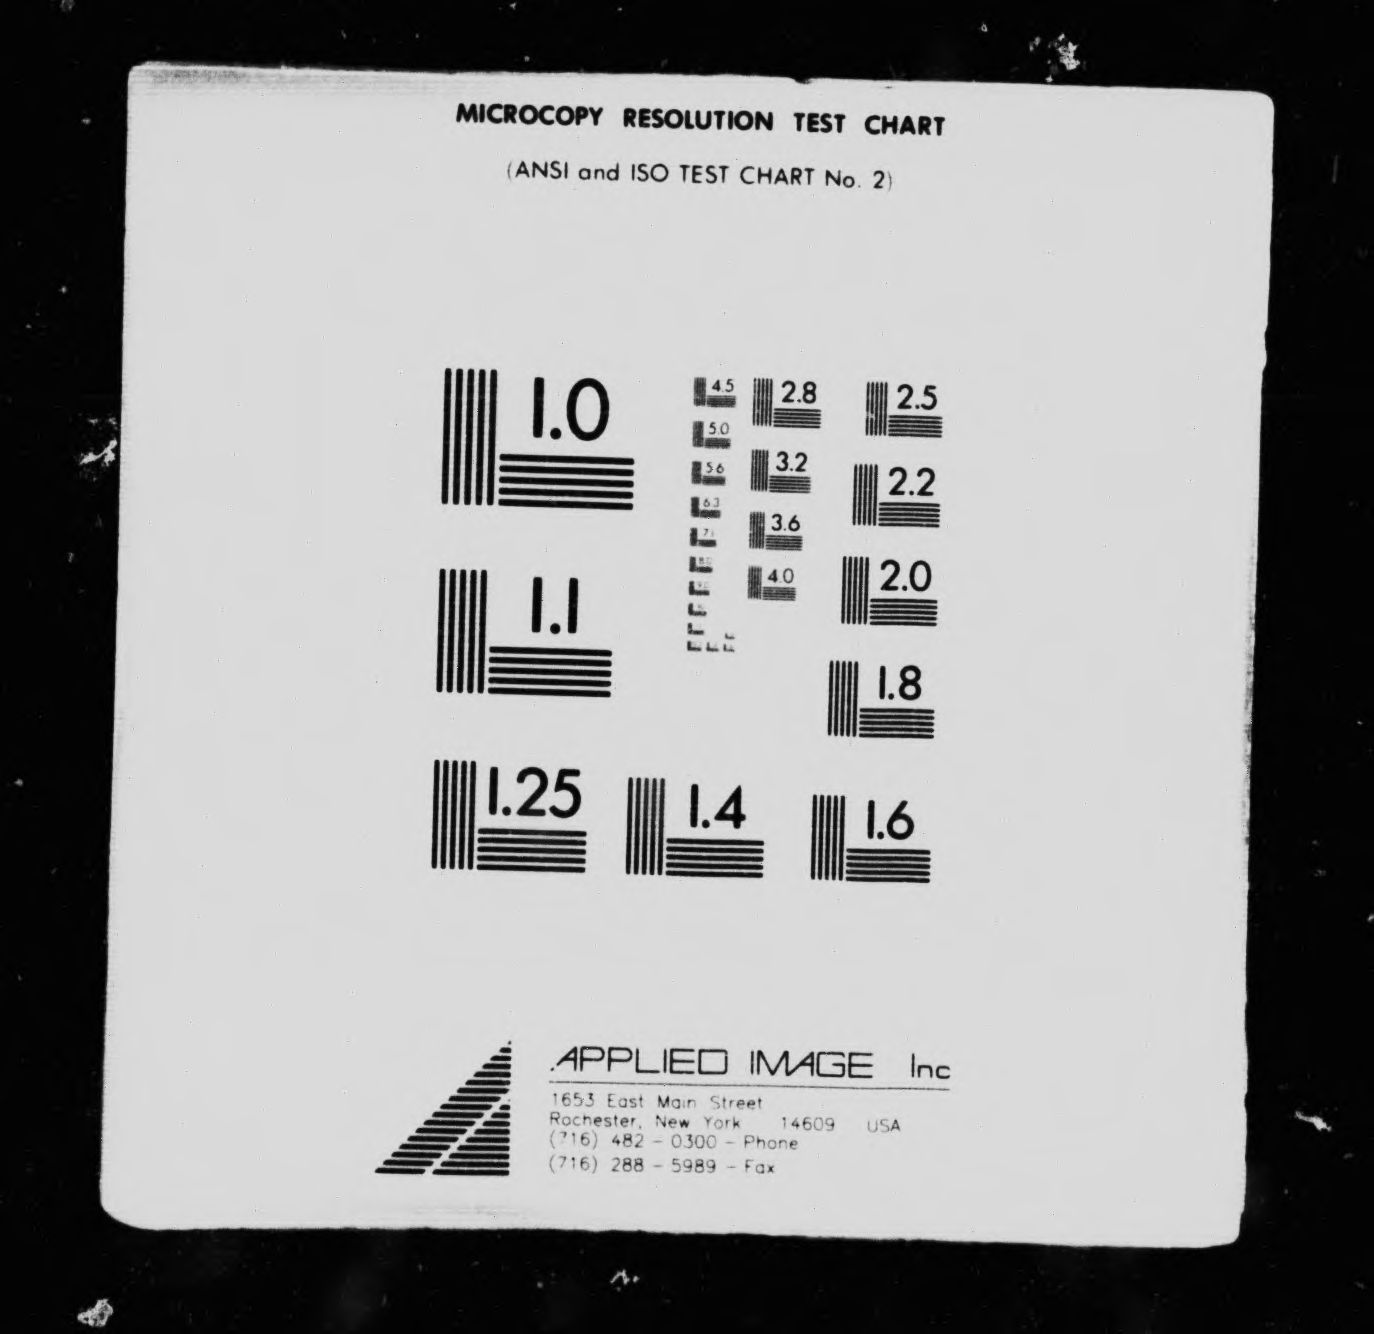 MICROCOPY RESOLUTION TEST CHART
(ANSI and ISO TEST CHART No. 2)
1.0
1.1
1.25
1.4
1.6
1.8
2.0
2.2
2.5
2.8
3.2
3.6
4.0
4.5
5.0
5.6
6.3
7.1
APPLIED IMAGE Inc
1653 East Main Street
Rochester, New York 14609 USA
(716) 482 - 0300 - Phone
(716) 288 - 5989 - Fax